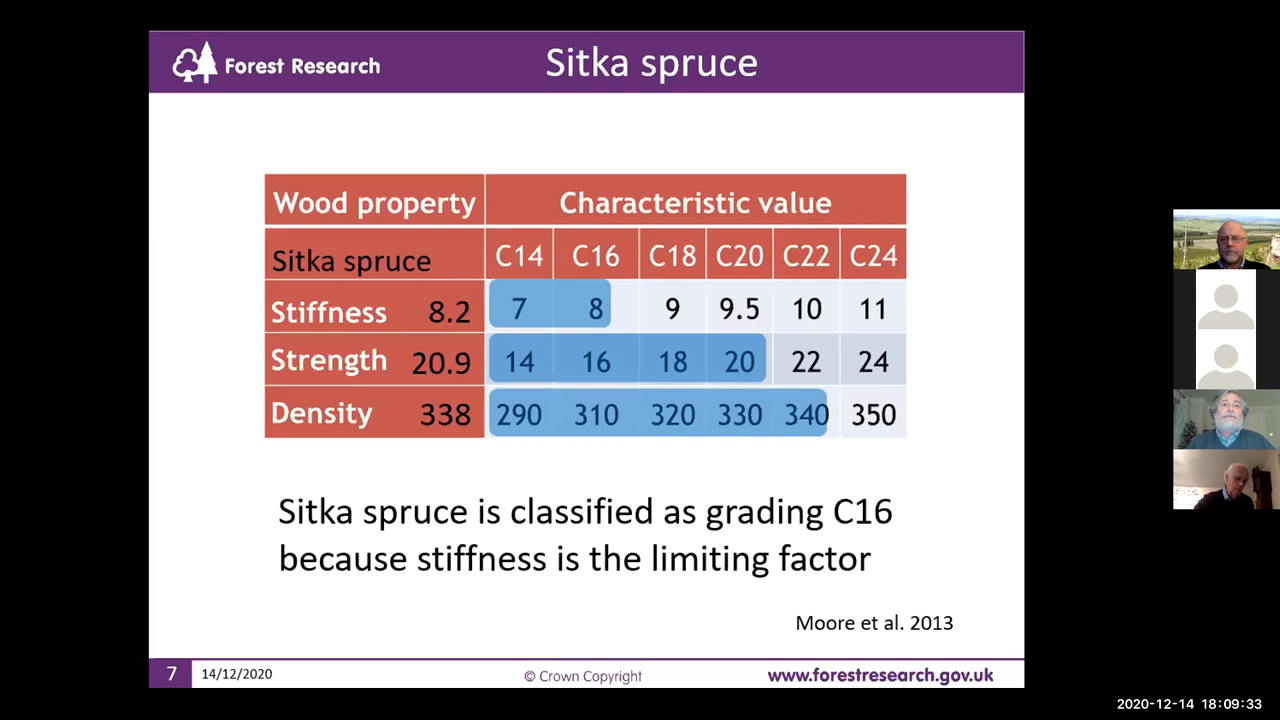 Forest Research
Sitka spruce
Wood property Characteristic value
Sitka spruce C14 C16 C18 C20 C22 C24
Stiffness 8.2 7 8 9 9.5 10 11
Strength 20.9 14 16 18 20 22 24
Density 338 290 310 320 330 340 350
Sitka spruce is classified as grading C16
because stiffness is the limiting factor
Moore et al. 2013
7 14/12/2020 © Crown Copyright www.forestresearch.gov.uk
2020-12-14 18:09:33